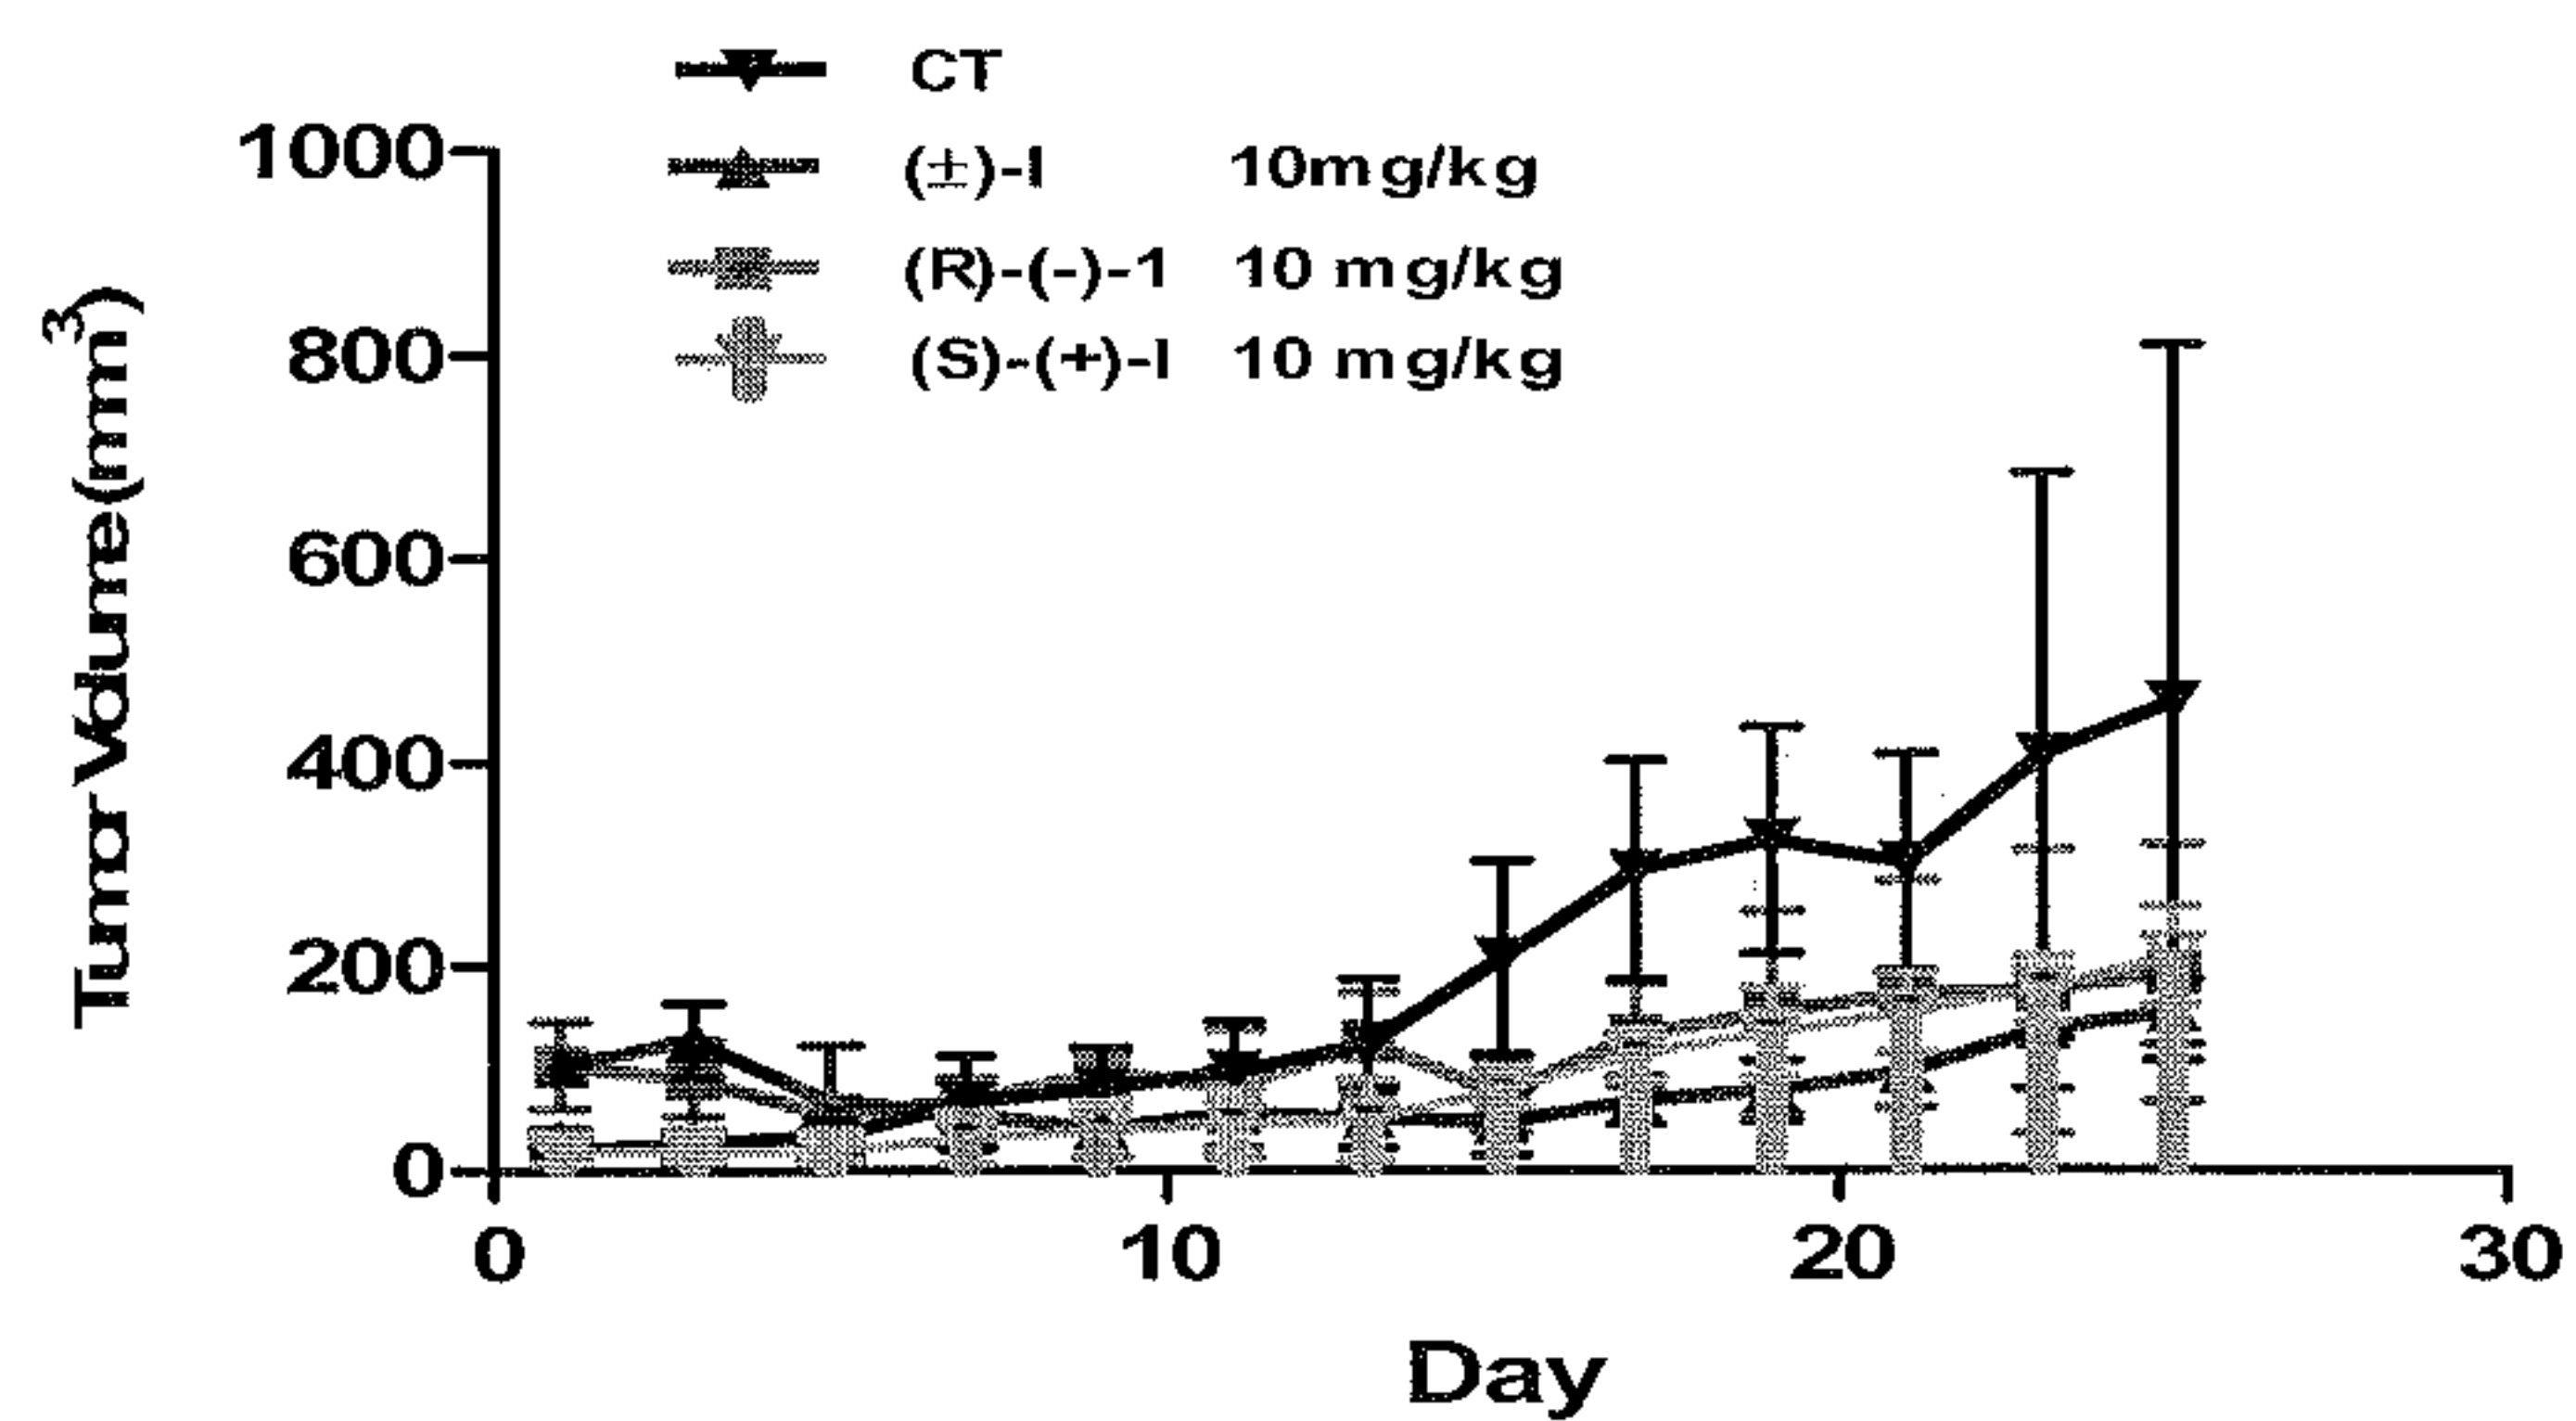 CT
(±)-I 10mg/kg
(R)-(-)-1 10 mg/kg
(S)-(+)-I 10 mg/kg
Tumor Volume(mm3)
1000
800
600
400
200
0
0 10 20 30
Day